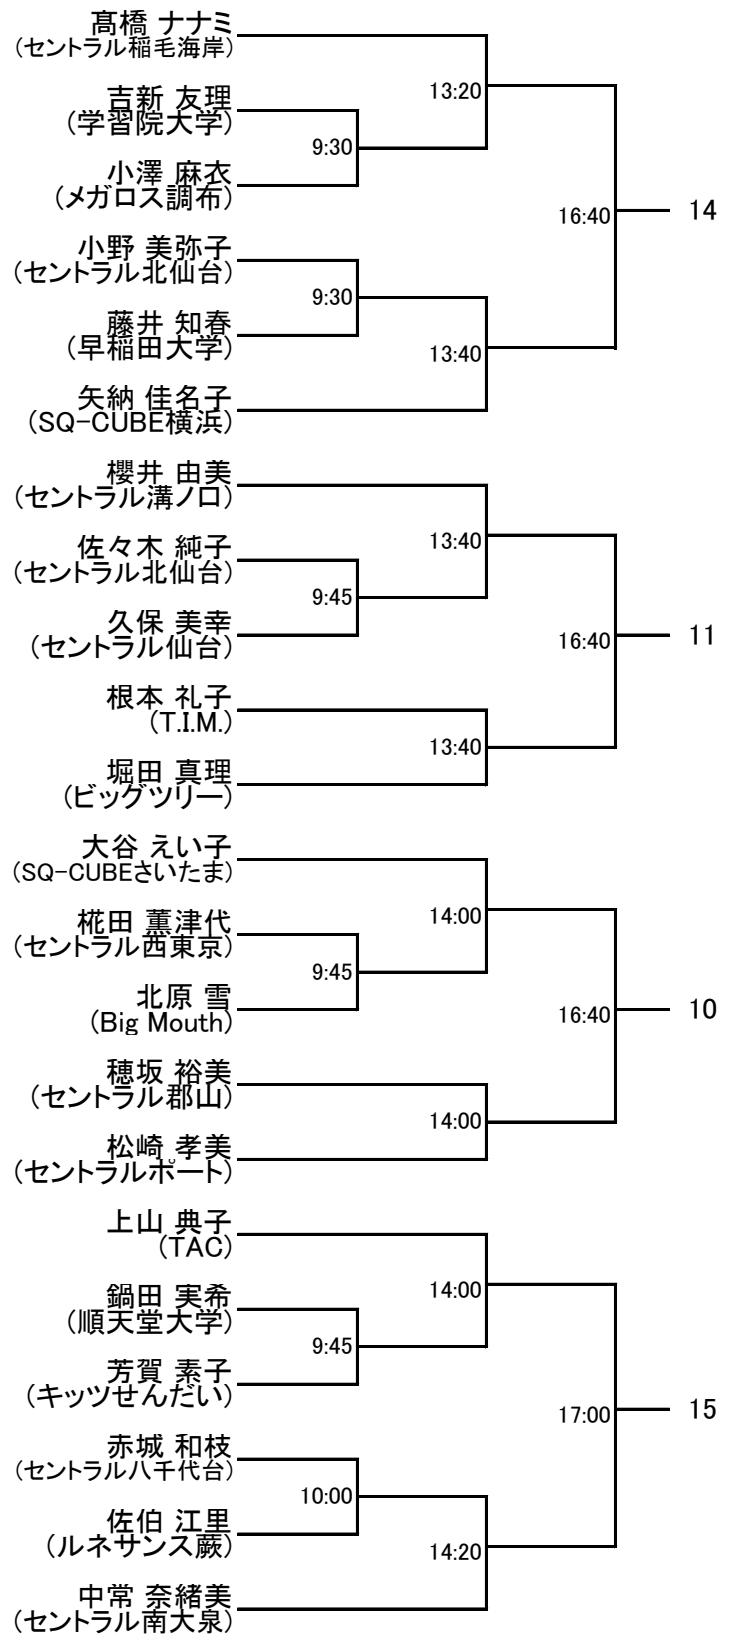 髙橋 ナナミ
(セントラル稲毛海岸)
13:20
吉新 友理
(学習院大学)
9:30
小澤 麻衣
(メガロス調布)
16:40
14
小野 美弥子
(セントラル北仙台)
9:30
藤井 知春
(早稲田大学)
13:40
矢納 佳名子
(SQ-CUBE横浜)
櫻井 由美
(セントラル溝ノ口)
13:40
佐々木 純子
(セントラル北仙台)
9:45
久保 美幸
(セントラル仙台)
16:40
11
根本 礼子
(T.I.M.)
13:40
堀田 真理
(ビッグツリー)
大谷 えい子
(SQ-CUBEさいたま)
14:00
椛田 薫津代
(セントラル西東京)
9:45
北原 雪
(Big Mouth)
16:40
10
穂坂 裕美
(セントラル郡山)
14:00
松崎 孝美
(セントラルポート)
上山 典子
(TAC)
14:00
鍋田 実希
(順天堂大学)
9:45
芳賀 素子
(キッツせんだい)
17:00
15
赤城 和枝
(セントラル八千代台)
10:00
佐伯 江里
(ルネサンス蕨)
14:20
中常 奈緒美
(セントラル南大泉)